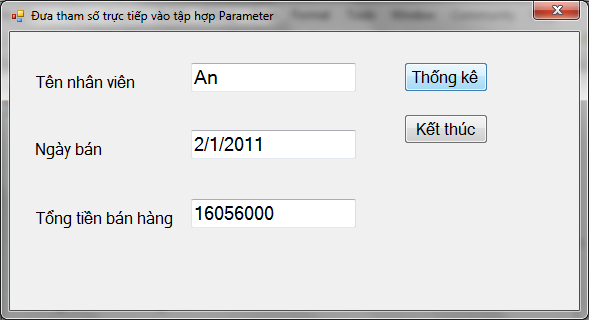 Đưa tham số trực tiếp vào tập hợp Parameter
Tên nhân viên
An
Thống kê
Kết thúc
Ngày bán
2/1/2011
Tổng tiền bán hàng
16056000